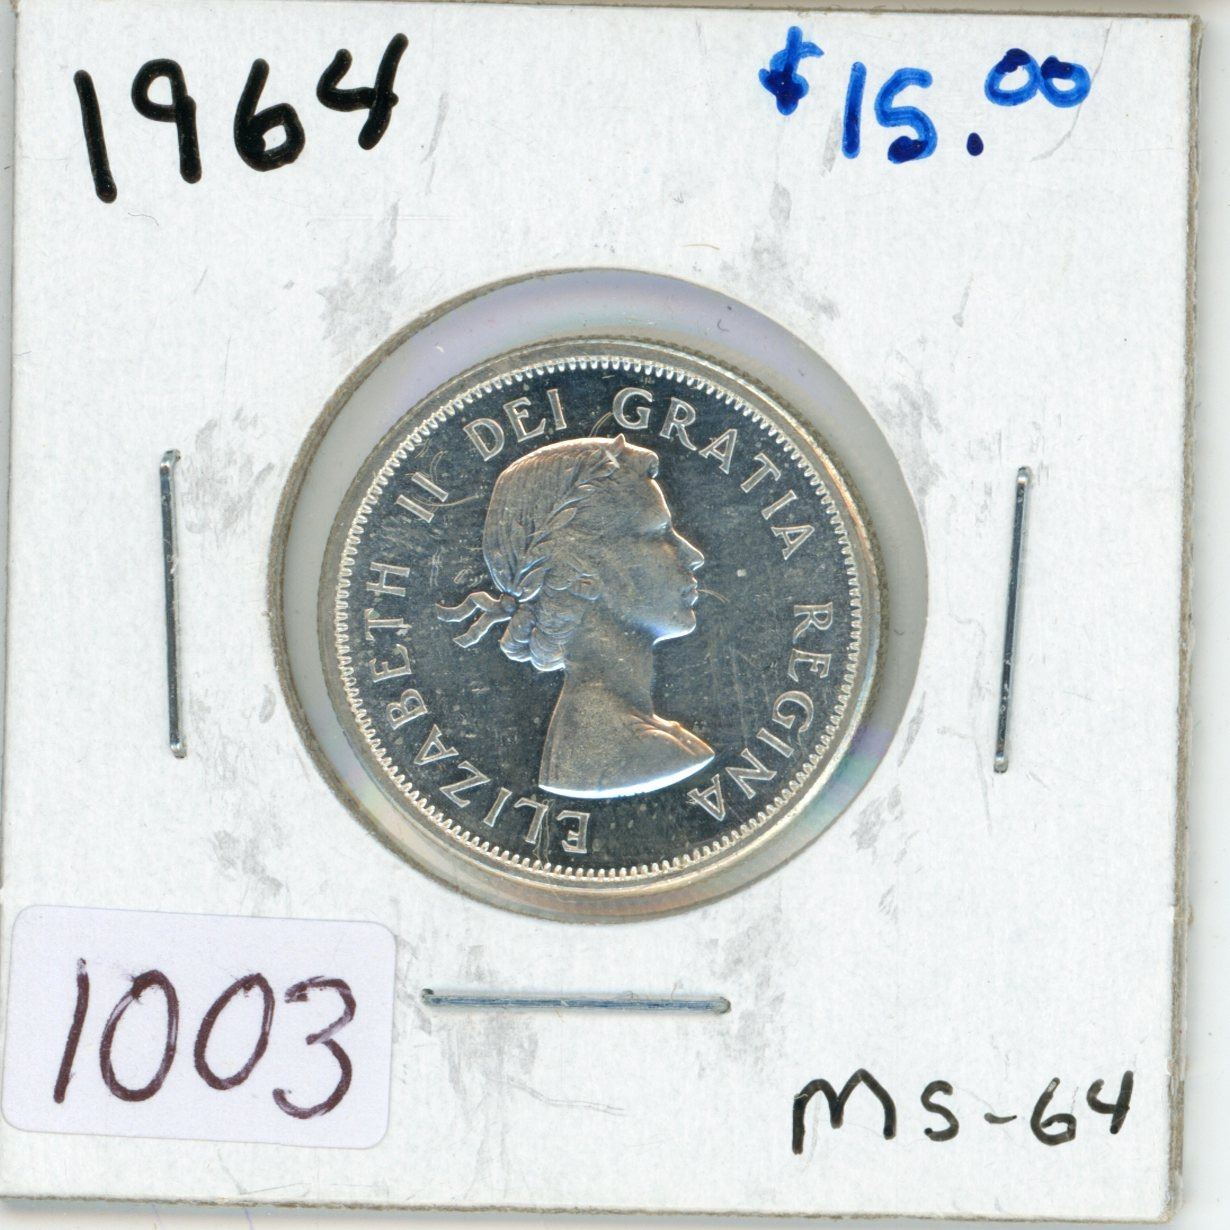 1964
$15.00
ELIZABETH II DEI GRATIA REGINA
1003
MS-64